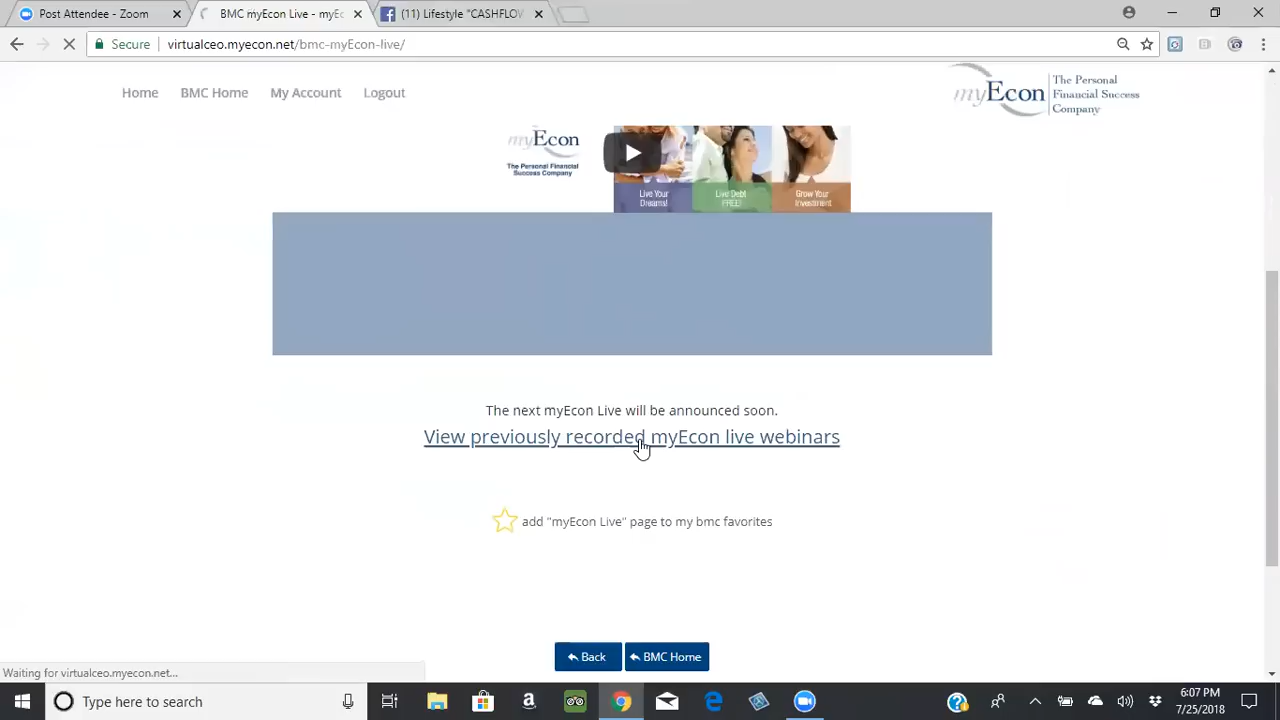 Post Attendee - Zoom
BMC myEcon Live - myEc
(11) Lifestyle "CASHFLOV
Secure
virtualceo.myecon.net/bmc-myEcon-live/
Home BMC Home My Account Logout
myEcon The Personal
Financial Success
Company
myEcon
The Personal Financial
Success Company
Live Your
Dreams!
Live Debt
FREE!
Grow Your
Investment
The next myEcon Live will be announced soon.
View previously recorded myEcon live webinars
add "myEcon Live" page to my bmc favorites
Back BMC Home
Waiting for virtualceo.myecon.net...
Type here to search
6:07 PM
7/25/2018